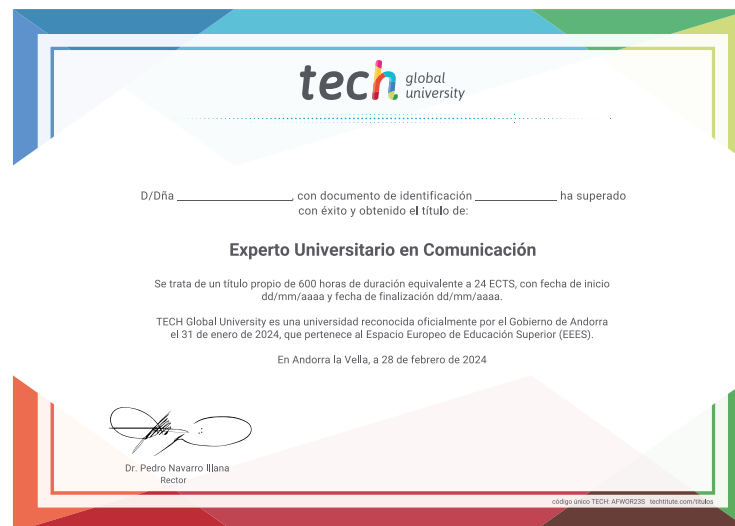 tech global university
D/Dña ______________, con documento de identificación ______________ ha superado
con éxito y obtenido el título de:
Experto Universitario en Comunicación
Se trata de un título propio de 600 horas de duración equivalente a 24 ECTS, con fecha de inicio
dd/mm/aaaa y fecha de finalización dd/mm/aaaa.
TECH Global University es una universidad reconocida oficialmente por el Gobierno de Andorra
el 31 de enero de 2024, que pertenece al Espacio Europeo de Educación Superior (EEES).
En Andorra la Vella, a 28 de febrero de 2024
Dr. Pedro Navarro Illana
Rector
código único TECH: AFWOR23S techtitute.com/titulos